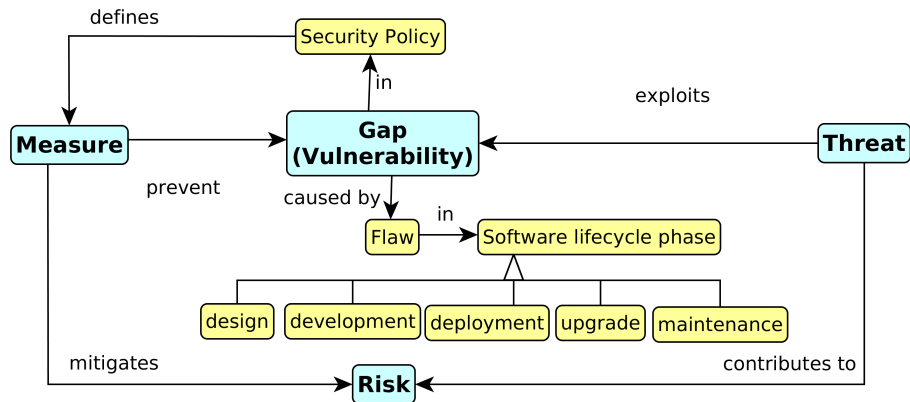 defines
Security Policy
in
exploits
Measure
Gap
(Vulnerability)
Threat
prevent
caused by
in
Flaw
Software lifecycle phase
design
development
deployment
upgrade
maintenance
mitigates
contributes to
Risk